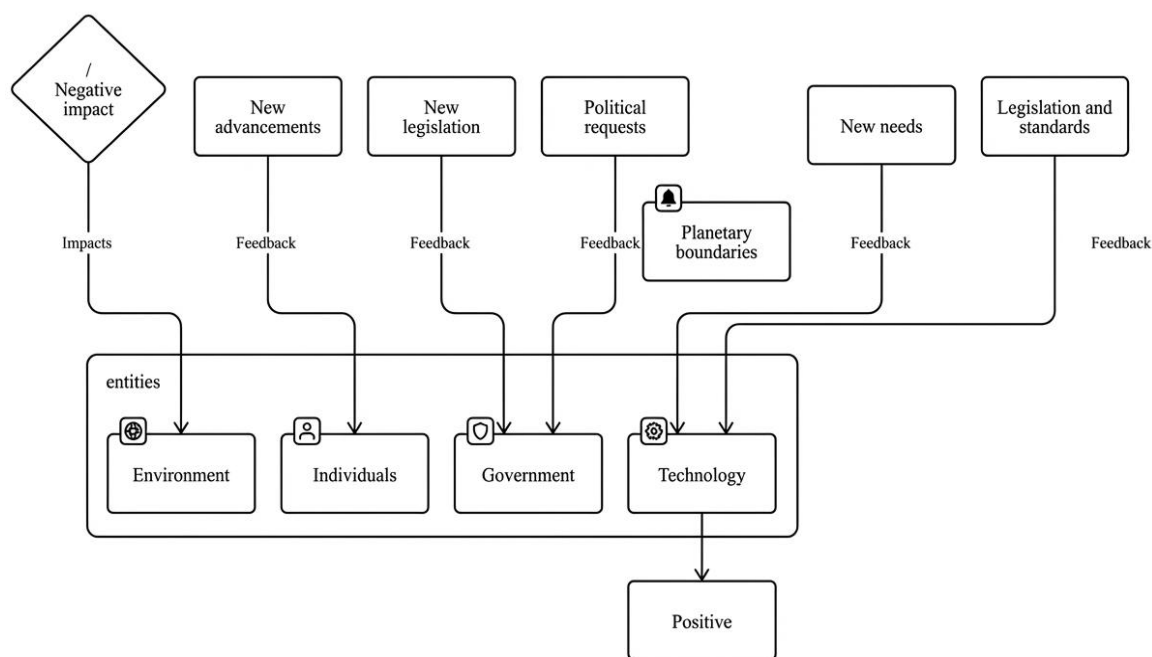 /
Negative
impact
New
advancements
New
legislation
Political
requests
New needs
Legislation and
standards
Planetary
boundaries
Impacts
Feedback
Feedback
Feedback
Feedback
Feedback
entities
Environment
Individuals
Government
Technology
Positive